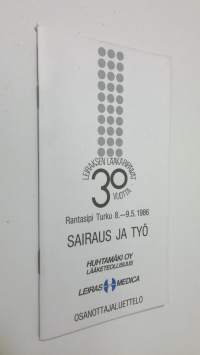 LEIRAKSEN LÄÄKÄRIPÄIVÄT
30
VUOTTA
Rantasipi Turku 8.—9.5.1986
SAIRAUS JA TYÖ
HUHTAMÄKI OY
LÄÄKETEOLLISUUS
LEIRAS MEDICA
OSANOTTAJALUETTELO